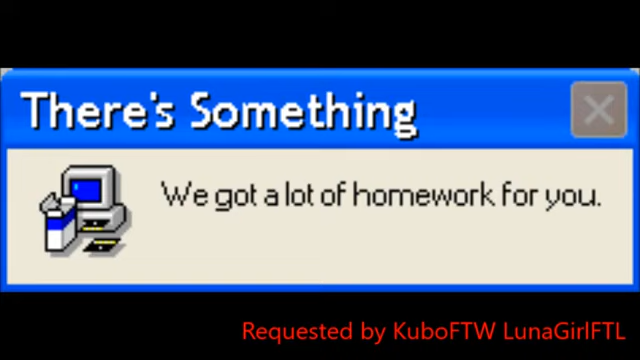 There's Something
We got a lot of homework for you.
Requested by KuboFTW LunaGirlFTL